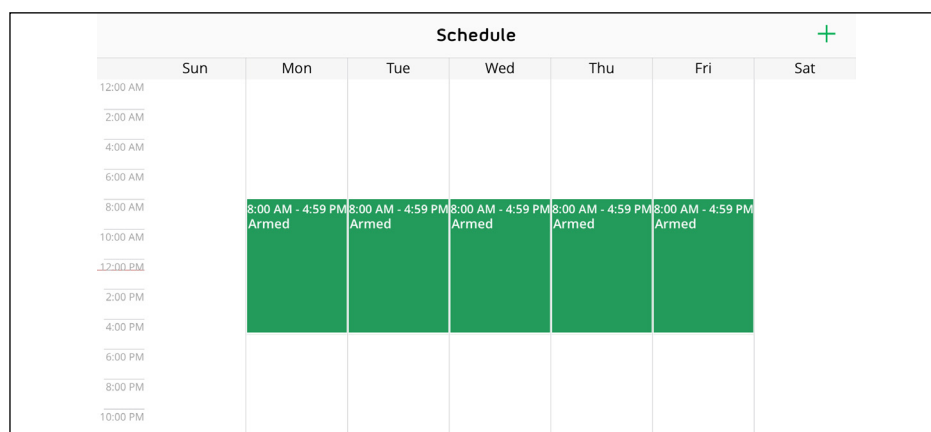 Schedule
Sun Mon Tue Wed Thu Fri Sat
12:00 AM
2:00 AM
4:00 AM
6:00 AM
8:00 AM
8:00 AM - 4:59 PM 8:00 AM - 4:59 PM 8:00 AM - 4:59 PM 8:00 AM - 4:59 PM 8:00 AM - 4:59 PM
Armed Armed Armed Armed Armed
10:00 AM
12:00 PM
2:00 PM
4:00 PM
6:00 PM
8:00 PM
10:00 PM